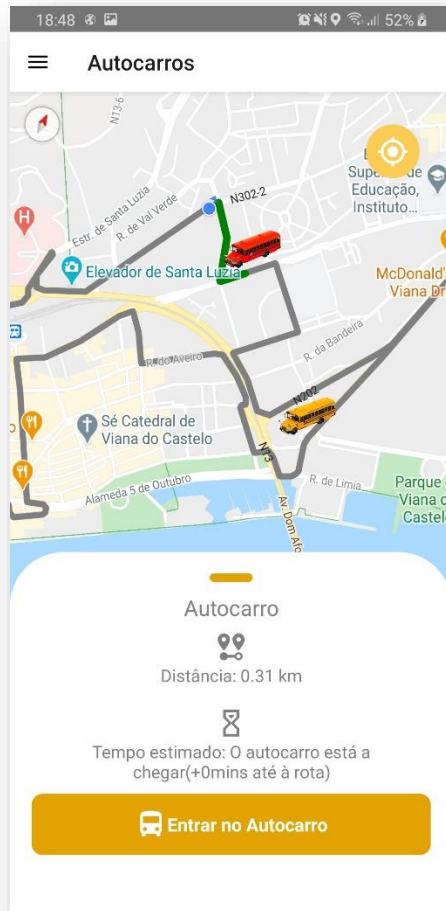 18:48
52%
Autocarros
N13-6
N302-2
Estr. de Santa Luzia
R. de Val Verde
Supe
de
Educação,
Instituto...
H
Elevador de Santa Luzia
McDonald's
Viana Dr
R. da Bandeira
R. do Aveiro
N202
Sé Catedral de
Viana do Castelo
N13
R. de Limia
Parque
Viana d
Castel
Alameda 5 de Outubro
Av. Dom Afo
Autocarro
Distância: 0.31 km
Tempo estimado: O autocarro está a
chegar(+0mins até à rota)
Entrar no Autocarro